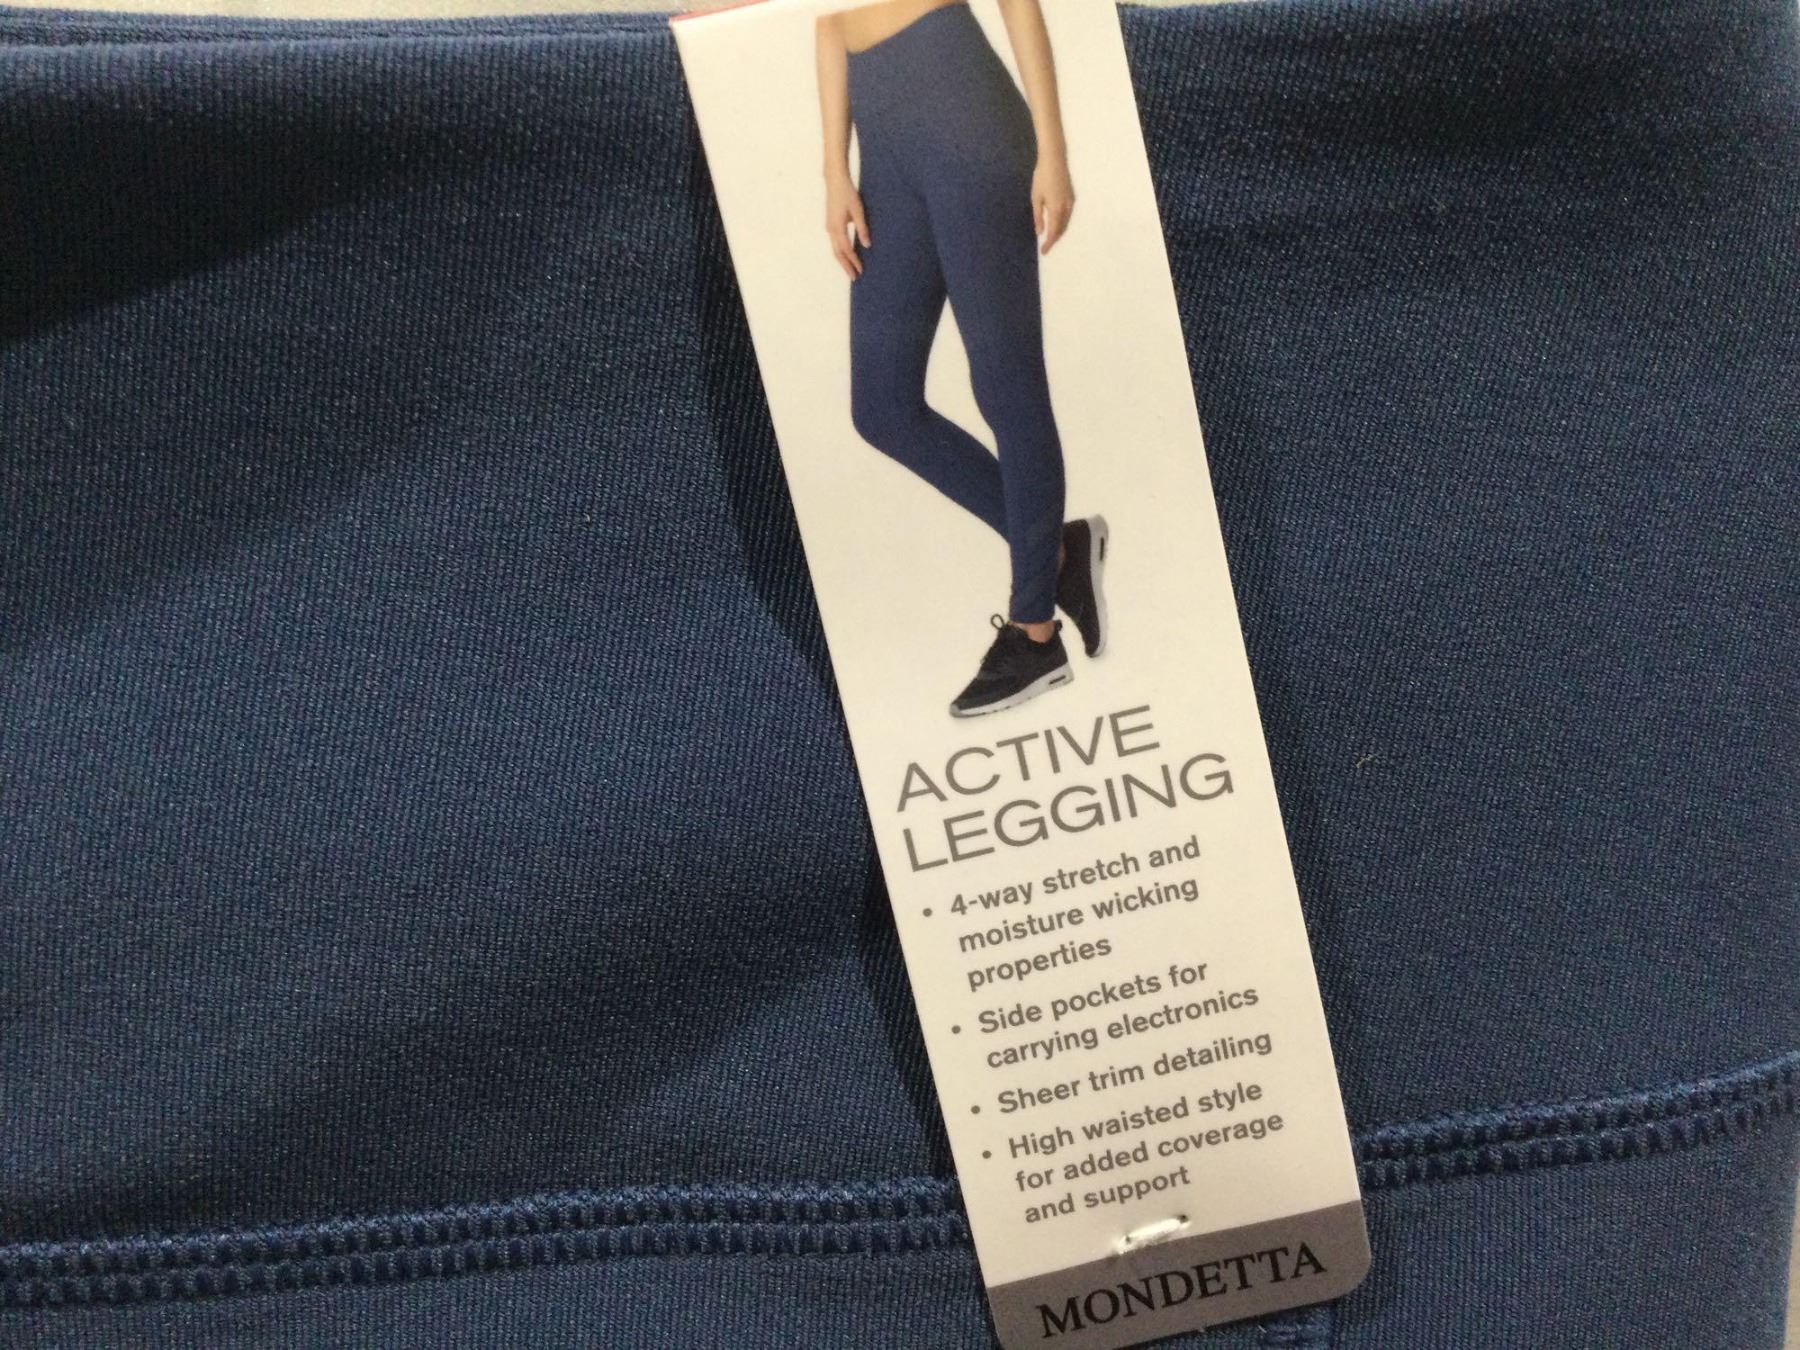 ACTIVE
LEGGING
• 4-way stretch and
moisture wicking
properties
• Side pockets for
carrying electronics
• Sheer trim detailing
• High waisted style
for added coverage
and support
MONDETTA